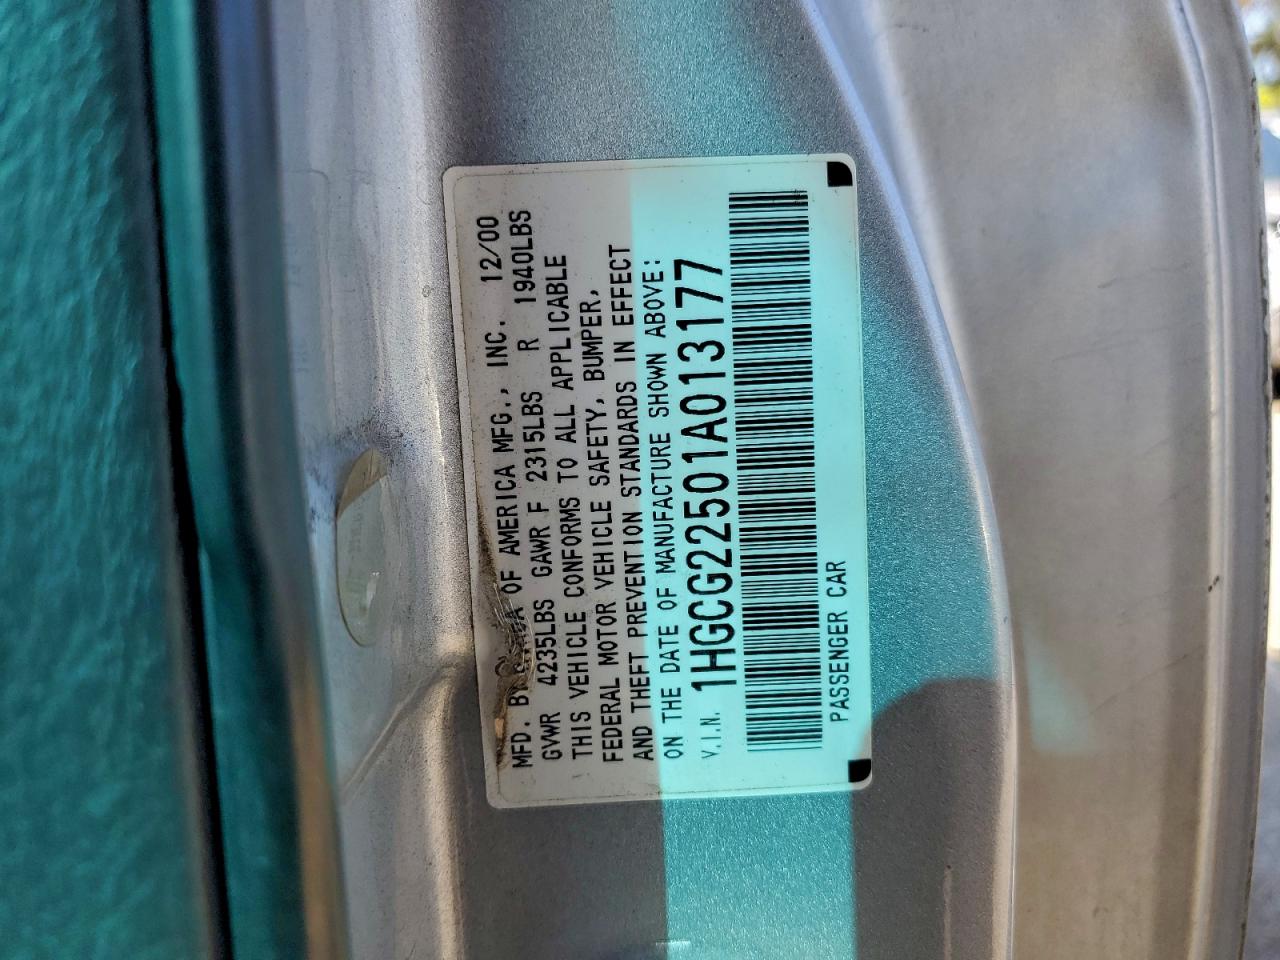 MFD. BY HONDA OF AMERICA MFG., INC. 12/00
GVWR 4235LBS GAWR F 2315LBS R 1940LBS
THIS VEHICLE CONFORMS TO ALL APPLICABLE
FEDERAL MOTOR VEHICLE SAFETY, BUMPER,
AND THEFT PREVENTION STANDARDS IN EFFECT
ON THE DATE OF MANUFACTURE SHOWN ABOVE:
V.I.N. 1HGCG22501A013177
PASSENGER CAR